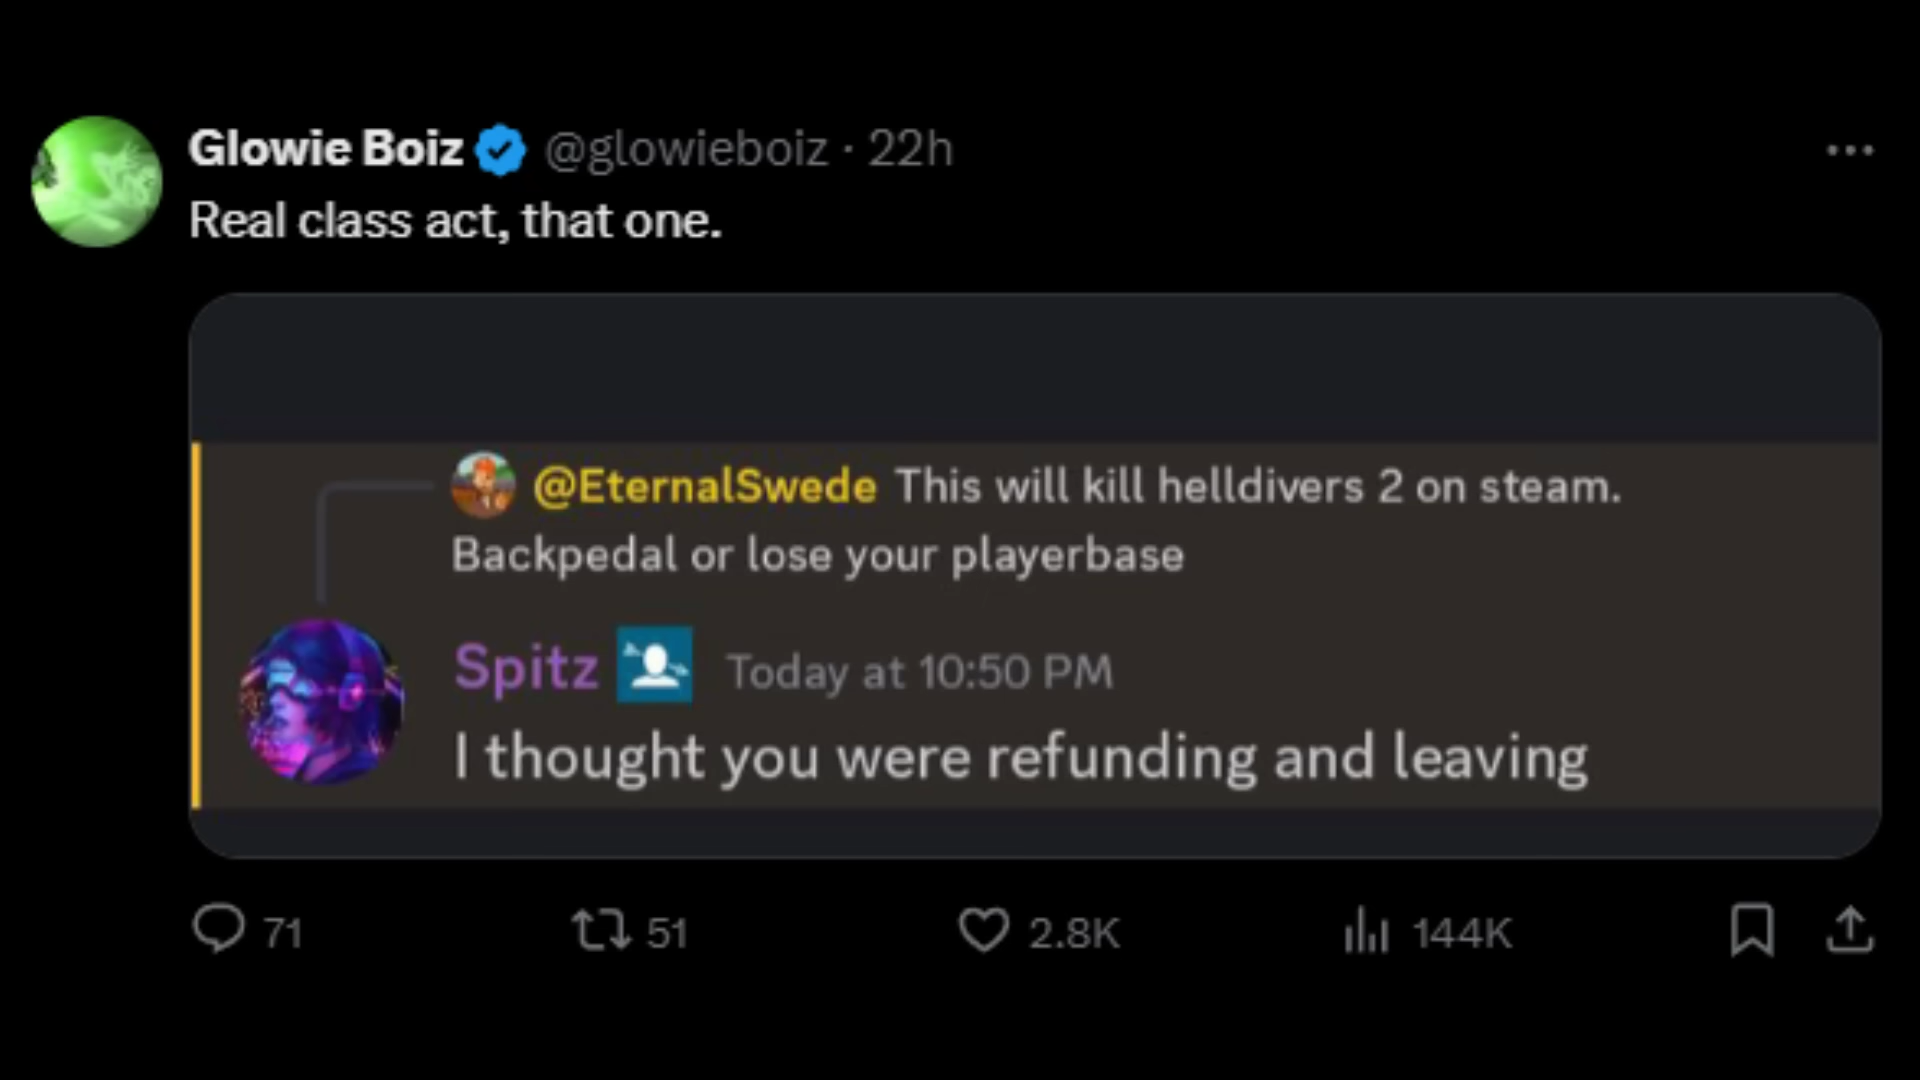 Glowie Boiz @glowieboiz · 22h
Real class act, that one.
@EternalSwede This will kill helldivers 2 on steam.
Backpedal or lose your playerbase
Spitz Today at 10:50 PM
I thought you were refunding and leaving
71 51 2.8K 144K